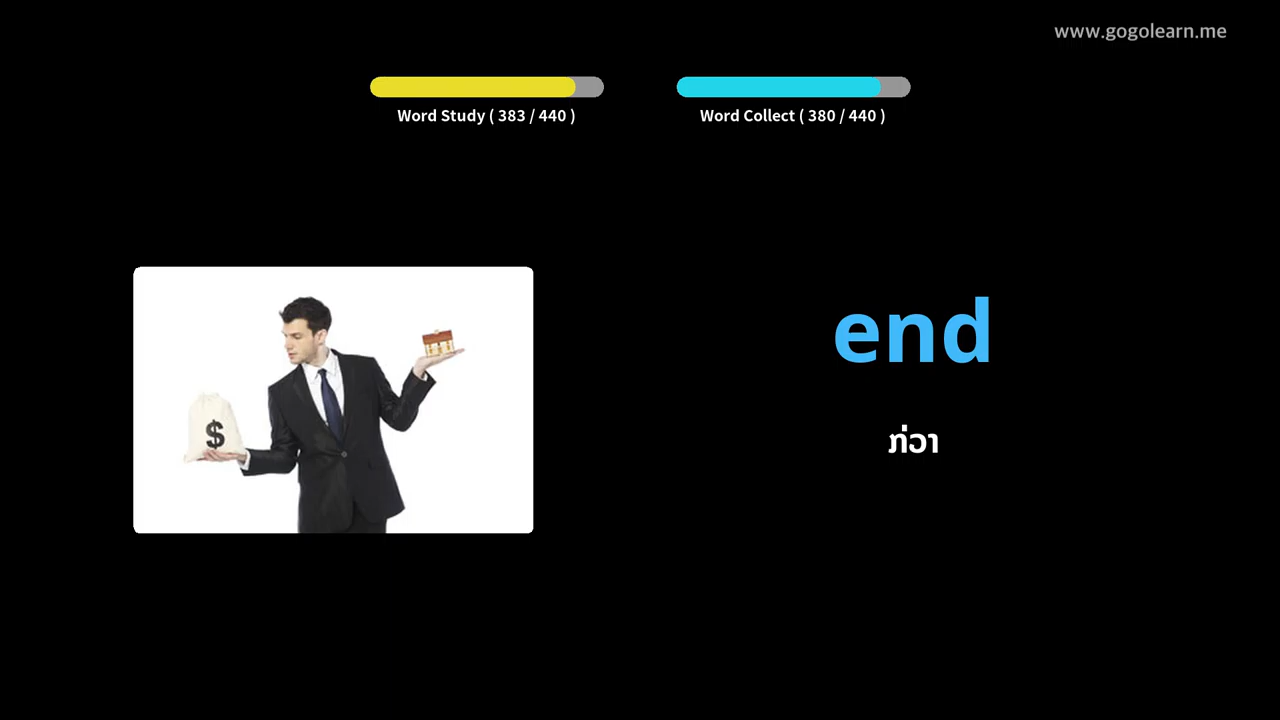 www.gogolearn.me
Word Study ( 383 / 440 )
Word Collect ( 380 / 440 )
end
ກ່ວາ
$